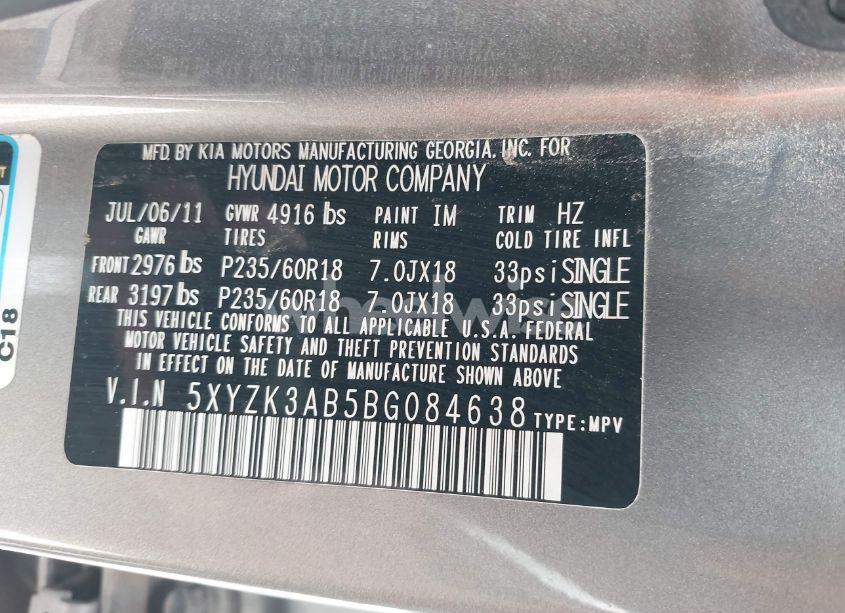 MFD. BY KIA MOTORS MANUFACTURING GEORGIA, INC. FOR
HYUNDAI MOTOR COMPANY
JUL/06/11 GVWR 4916 lbs PAINT IM TRIM HZ
GAWR TIRES RIMS COLD TIRE INFL
FRONT 2976 lbs P235/60R18 7.0JX18 33psi SINGLE
REAR 3197 lbs P235/60R18 7.0JX18 33psi SINGLE
THIS VEHICLE CONFORMS TO ALL APPLICABLE U.S.A. FEDERAL
MOTOR VEHICLE SAFETY AND THEFT PREVENTION STANDARDS
IN EFFECT ON THE DATE OF MANUFACTURE SHOWN ABOVE
V.I.N 5XYZK3AB5BG084638 TYPE:MPV
C18